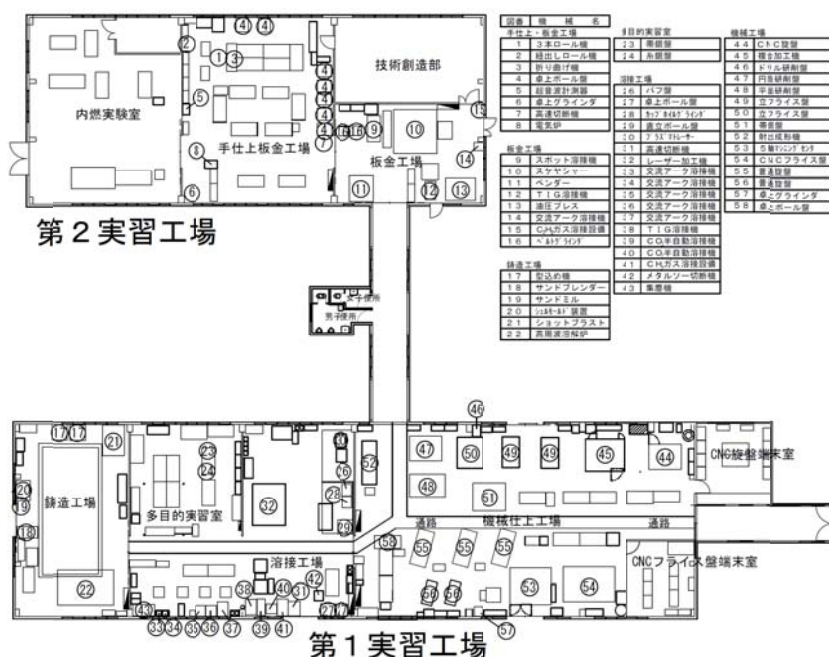 内燃実験室
手仕上板金工場
技術創造部
板金工場
第2実習工場
女子便所
男子便所
鋳造工場
多目的実習室
溶接工場
通路
機械仕上工場
通路
CNC旋盤端末室
CNCフライス盤端末室
第1実習工場
図番 機械名
手仕上・板金工場
1 3本ロール機
2 紐出しロール機
3 折り曲げ機
4 卓上ボール盤
5 超音波計測器
6 卓上グラインダ
7 高速切断機
8 電気炉
板金工場
9 スポット溶接機
10 スケヤシャー
11 ベンダー
12 TIG溶接機
13 油圧プレス
14 交流アーク溶接機
15 C₂H₂ガス溶接設備
16 ベルトグラインダ
鋳造工場
17 型込め機
18 サンドブレンダー
19 サンドミル
20 シェルモールド装置
21 ショットブラスト
22 高周波溶解炉
目的実習室
23 帯鋸盤
24 糸鋸盤
溶接工場
26 バフ盤
27 卓上ボール盤
29 直立ボール盤
31 高速切断機
32 レーザー加工機
33 交流アーク溶接機
34 交流アーク溶接機
35 交流アーク溶接機
36 交流アーク溶接機
37 交流アーク溶接機
38 TIG溶接機
39 CO₂半自動溶接機
40 CO₂半自動溶接機
41 CH₄ガス溶接設備
42 メタルソー切断機
43 集塵機
機械工場
44 CNC旋盤
45 複合加工機
46 ドリル研削盤
47 円筒研削盤
48 平面研削盤
49 立フライス盤
50 立フライス盤
51 帯鋸盤
52 射出成形機
53 5軸マシニングセンタ
54 CNCフライス盤
55 普通旋盤
56 普通旋盤
57 卓上グラインダ
58 卓上ボール盤